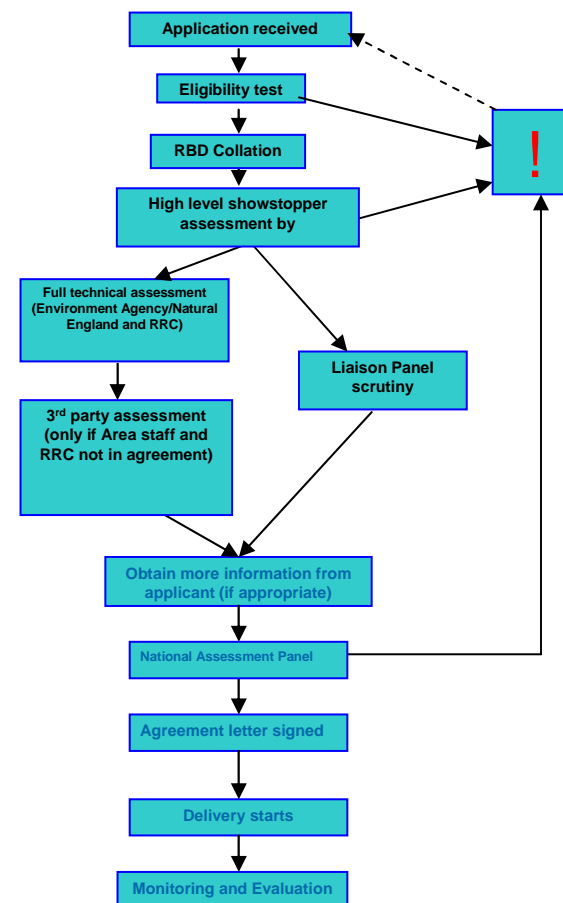 Application received
Eligibility test
!
RBD Collation
High level showstopper
assessment by
Full technical assessment
(Environment Agency/Natural
England and RRC)
Liaison Panel
scrutiny
3rd party assessment
(only if Area staff and
RRC not in agreement)
Obtain more information from
applicant (if appropriate)
National Assessment Panel
Agreement letter signed
Delivery starts
Monitoring and Evaluation